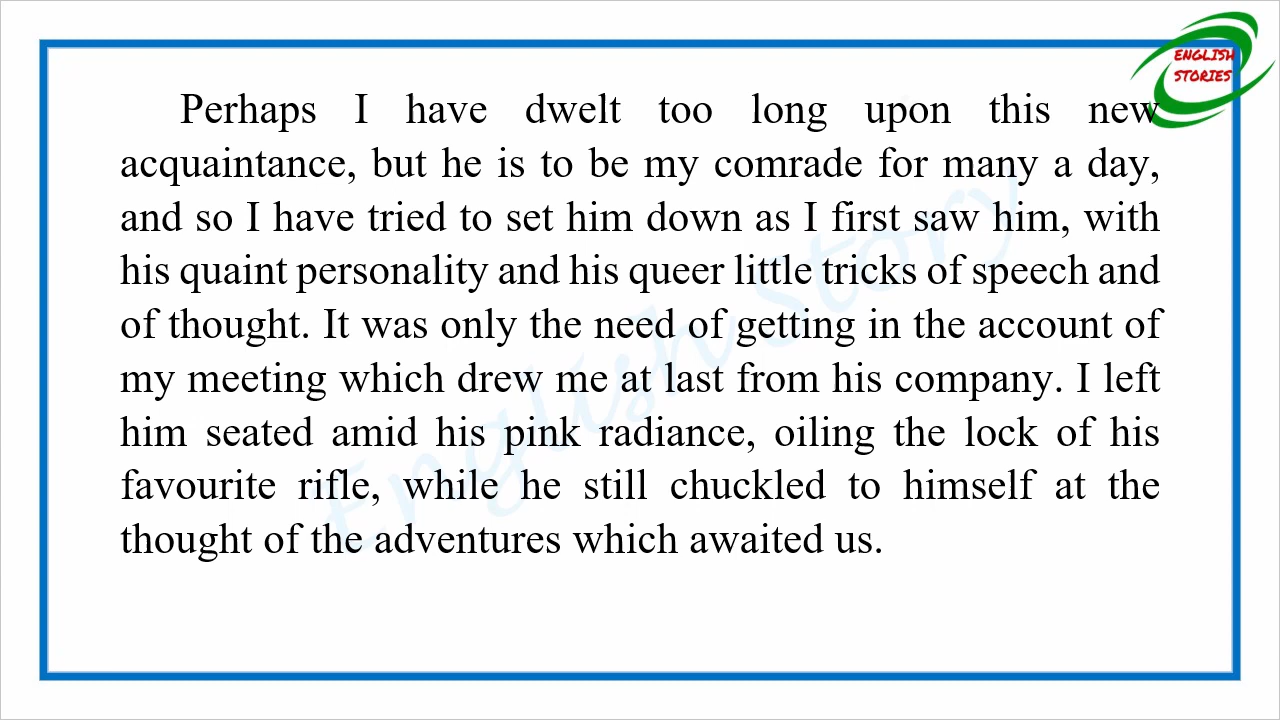 ENGLISH
STORIES
Perhaps I have dwelt too long upon this new
acquaintance, but he is to be my comrade for many a day,
and so I have tried to set him down as I first saw him, with
his quaint personality and his queer little tricks of speech and
of thought. It was only the need of getting in the account of
my meeting which drew me at last from his company. I left
him seated amid his pink radiance, oiling the lock of his
favourite rifle, while he still chuckled to himself at the
thought of the adventures which awaited us.
English Story